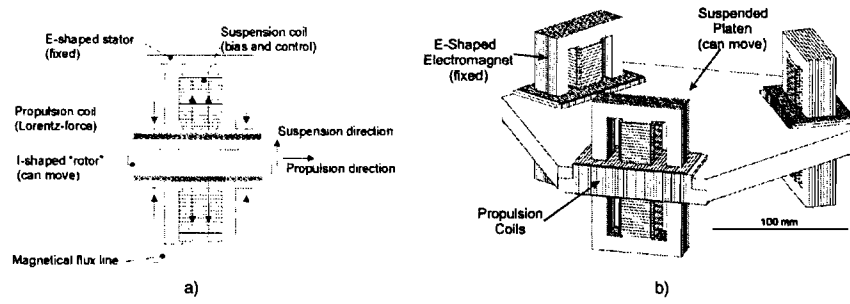 E-shaped stator
(fixed)
Suspension coil
(bias and control)
Propulsion coil
(Lorentz-force)
Suspension direction
I-shaped "rotor"
(can move)
Propulsion direction
Magnetical flux line
a)
b)
E-Shaped
Electromagnet
(fixed)
Suspended
Platen
(can move)
Propulsion
Coils
100 mm